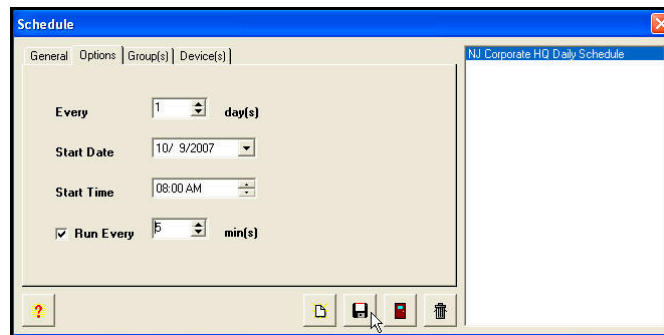 Schedule
General Options Group(s) Device(s)
Every 1 day(s)
Start Date 10/ 9/2007
Start Time 08:00 AM
Run Every 5 min(s)
?
NJ Corporate HQ Daily Schedule